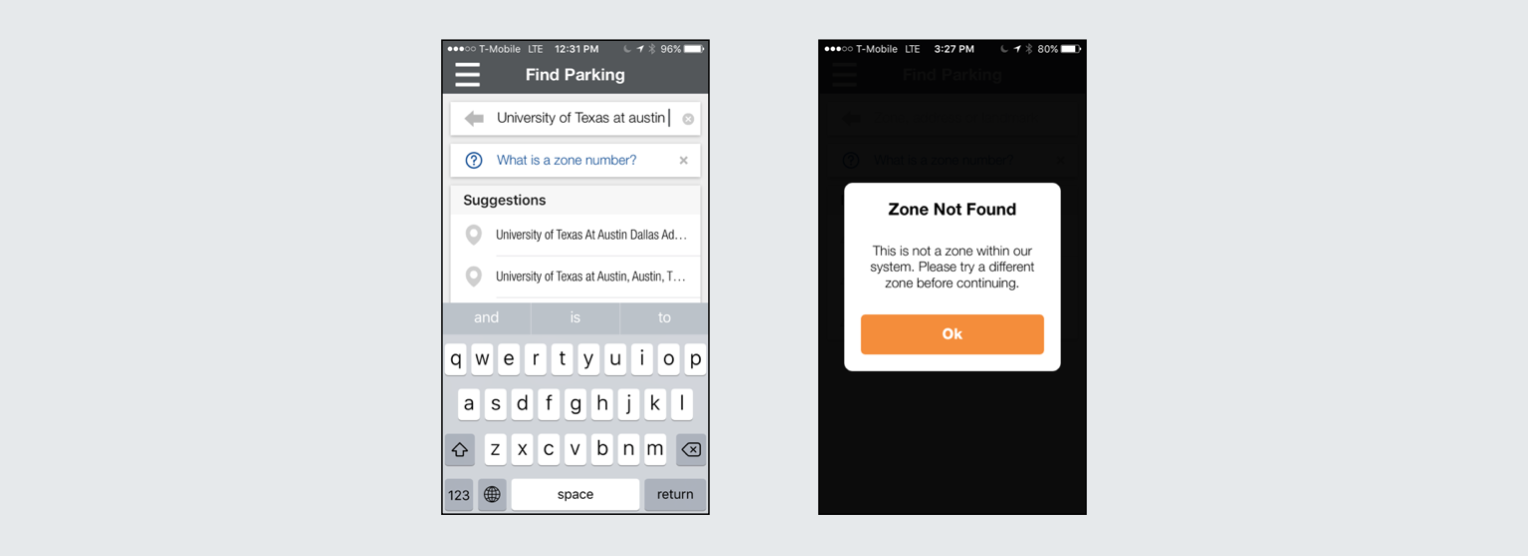 T-Mobile LTE 12:31 PM 96%
Find Parking
University of Texas at austin
What is a zone number?
Suggestions
University of Texas At Austin Dallas Ad...
University of Texas at Austin, Austin, T...
and is to
q w e r t y u i o p
a s d f g h j k l
z x c v b n m
123 space return
T-Mobile LTE 3:27 PM 80%
Find Parking
What is a zone number?
Zone Not Found
This is not a zone within our
system. Please try a different
zone before continuing.
Ok